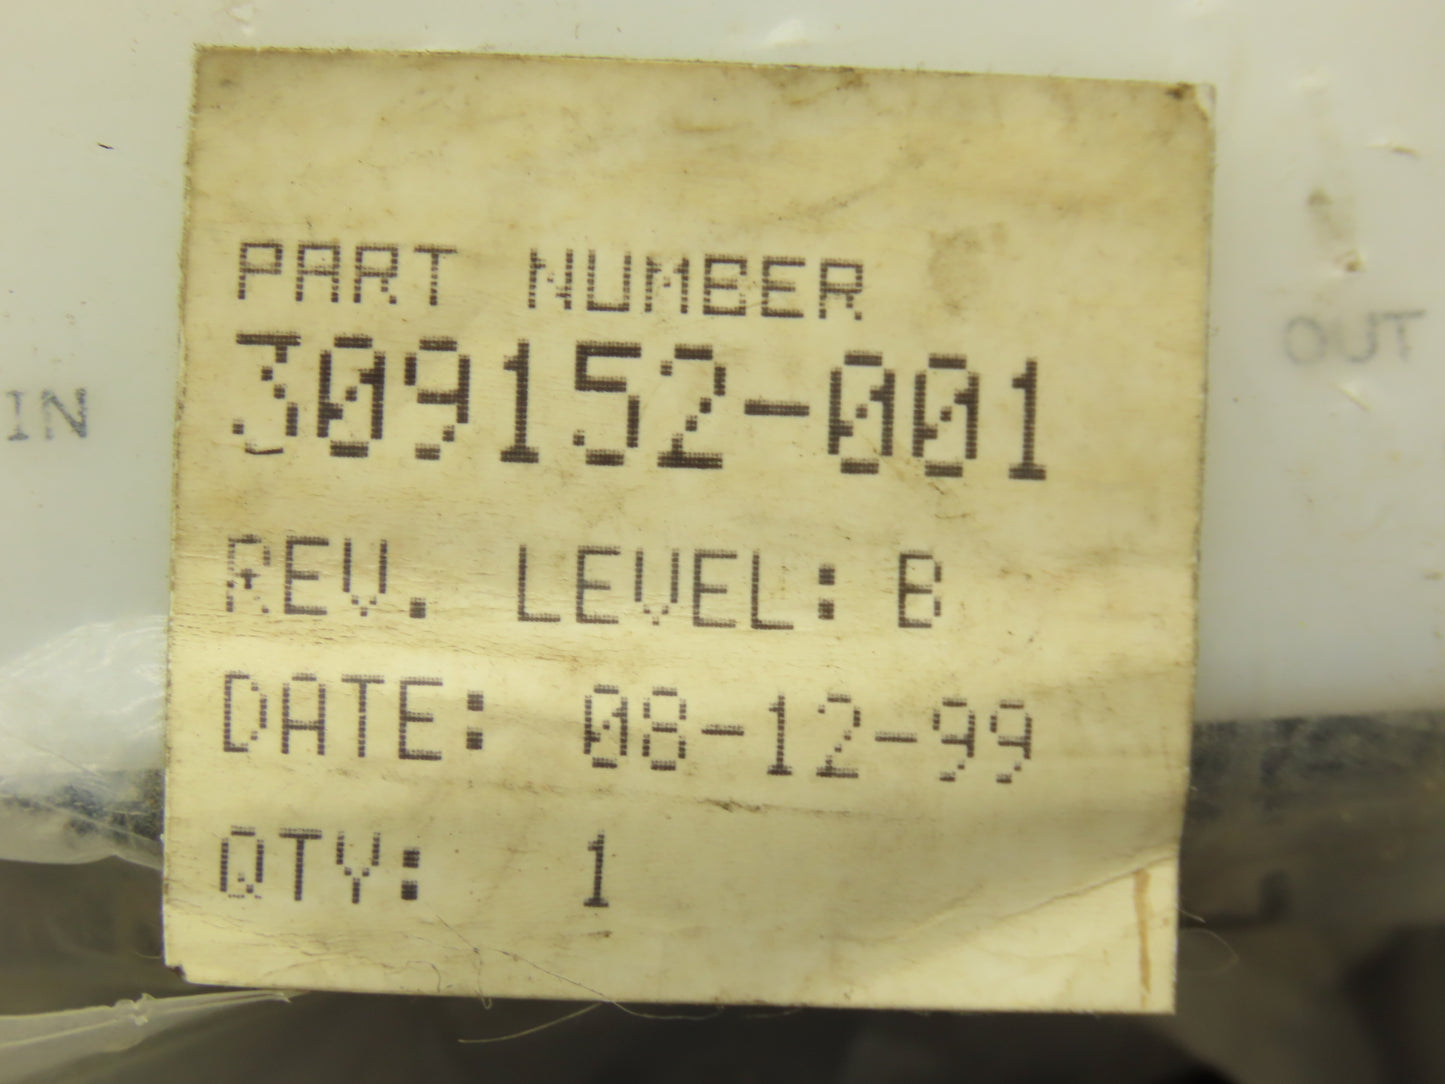 PART NUMBER
309152-001
REV. LEVEL: B
DATE: 08-12-99
QTY: 1
IN
OUT